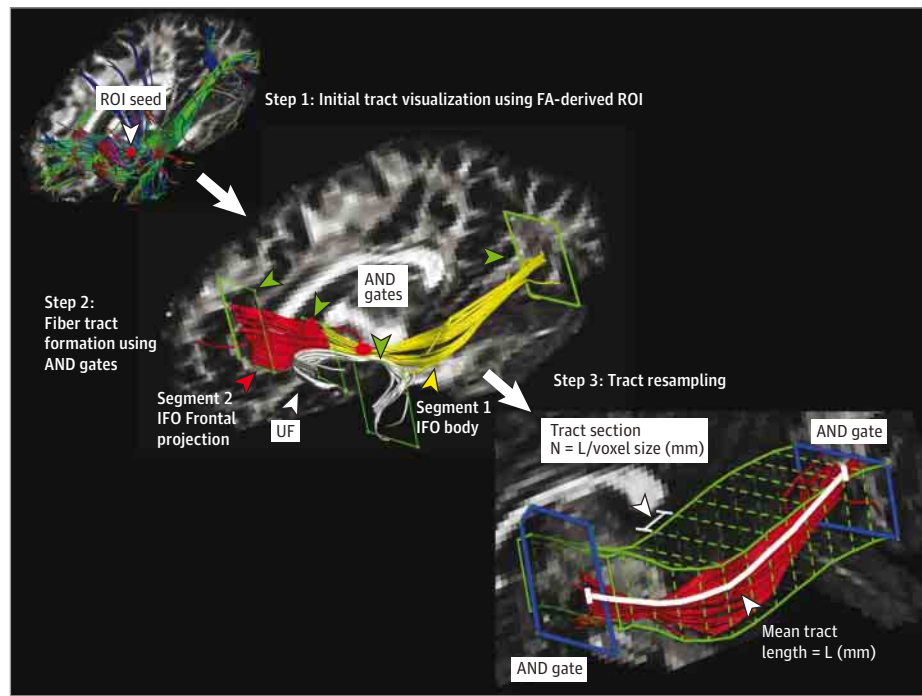 ROI seed
Step 1: Initial tract visualization using FA-derived ROI
AND
gates
Step 2:
Fiber tract
formation using
AND gates
Segment 2
IFO Frontal
projection
UF
Segment 1
IFO body
Step 3: Tract resampling
Tract section
N = L/voxel size (mm)
AND gate
Mean tract
length = L (mm)
AND gate